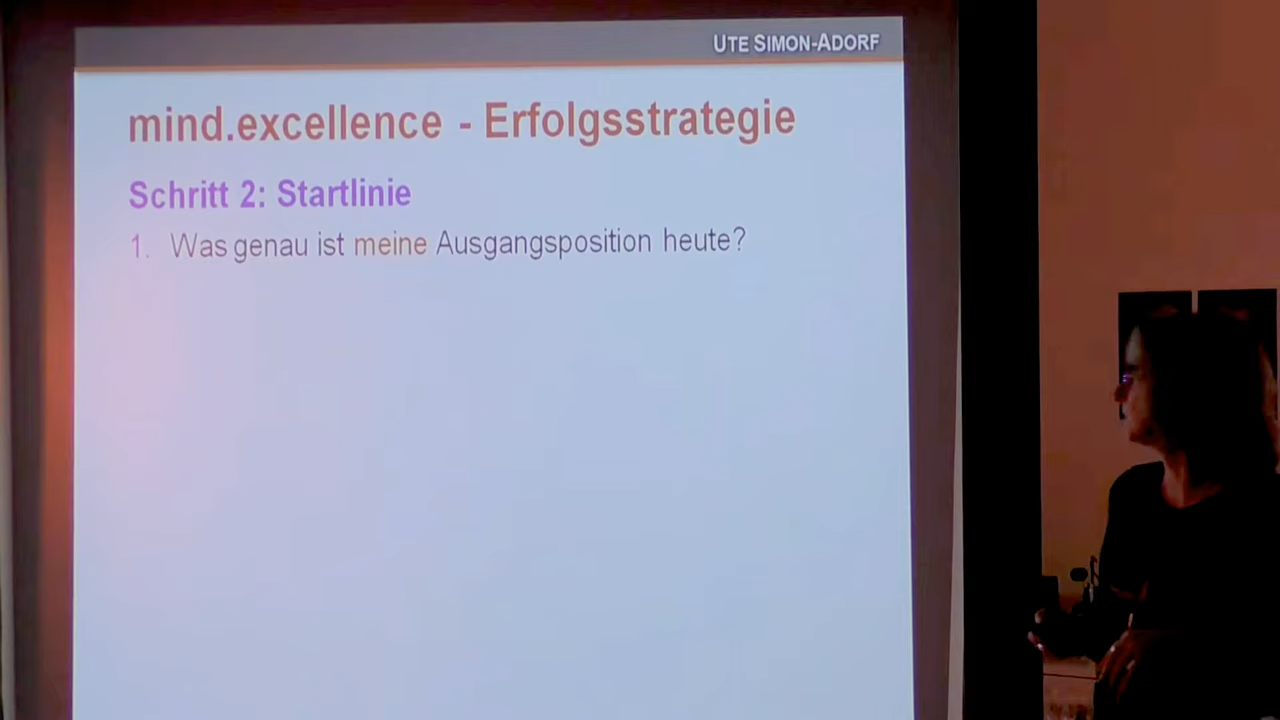 UTE SIMON-ADORF
mind.excellence - Erfolgsstrategie
Schritt 2: Startlinie
1. Was genau ist meine Ausgangsposition heute?